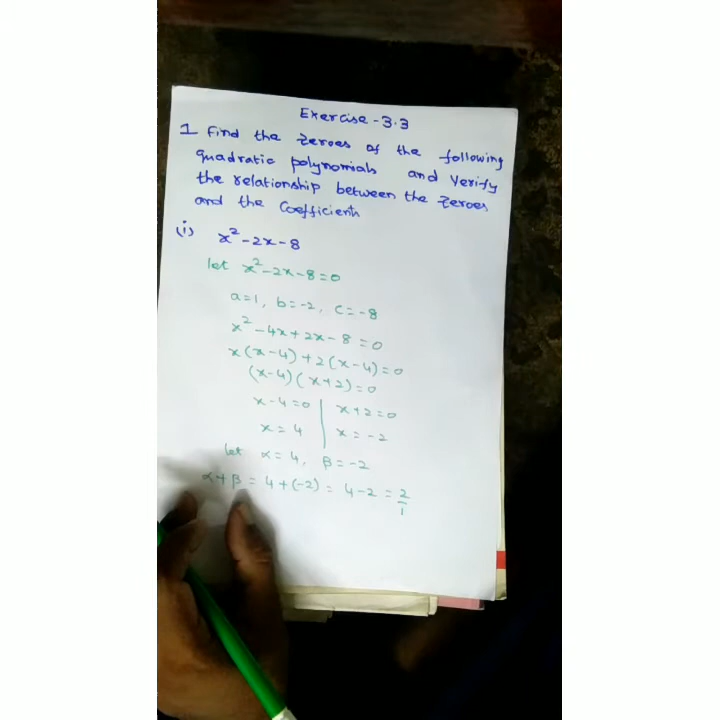 Exercise - 3.3
1 Find the zeroes of the following
quadratic polynomials and verify
the relationship between the zeroes
and the coefficients
(i) x² - 2x - 8
let x² - 2x - 8 = 0
a = 1, b = -2, c = -8
x² - 4x + 2x - 8 = 0
x(x - 4) + 2(x - 4) = 0
(x - 4)(x + 2) = 0
x - 4 = 0 | x + 2 = 0
x = 4 | x = -2
let α = 4, β = -2
α + β = 4 + (-2) = 4 - 2 = 2/1